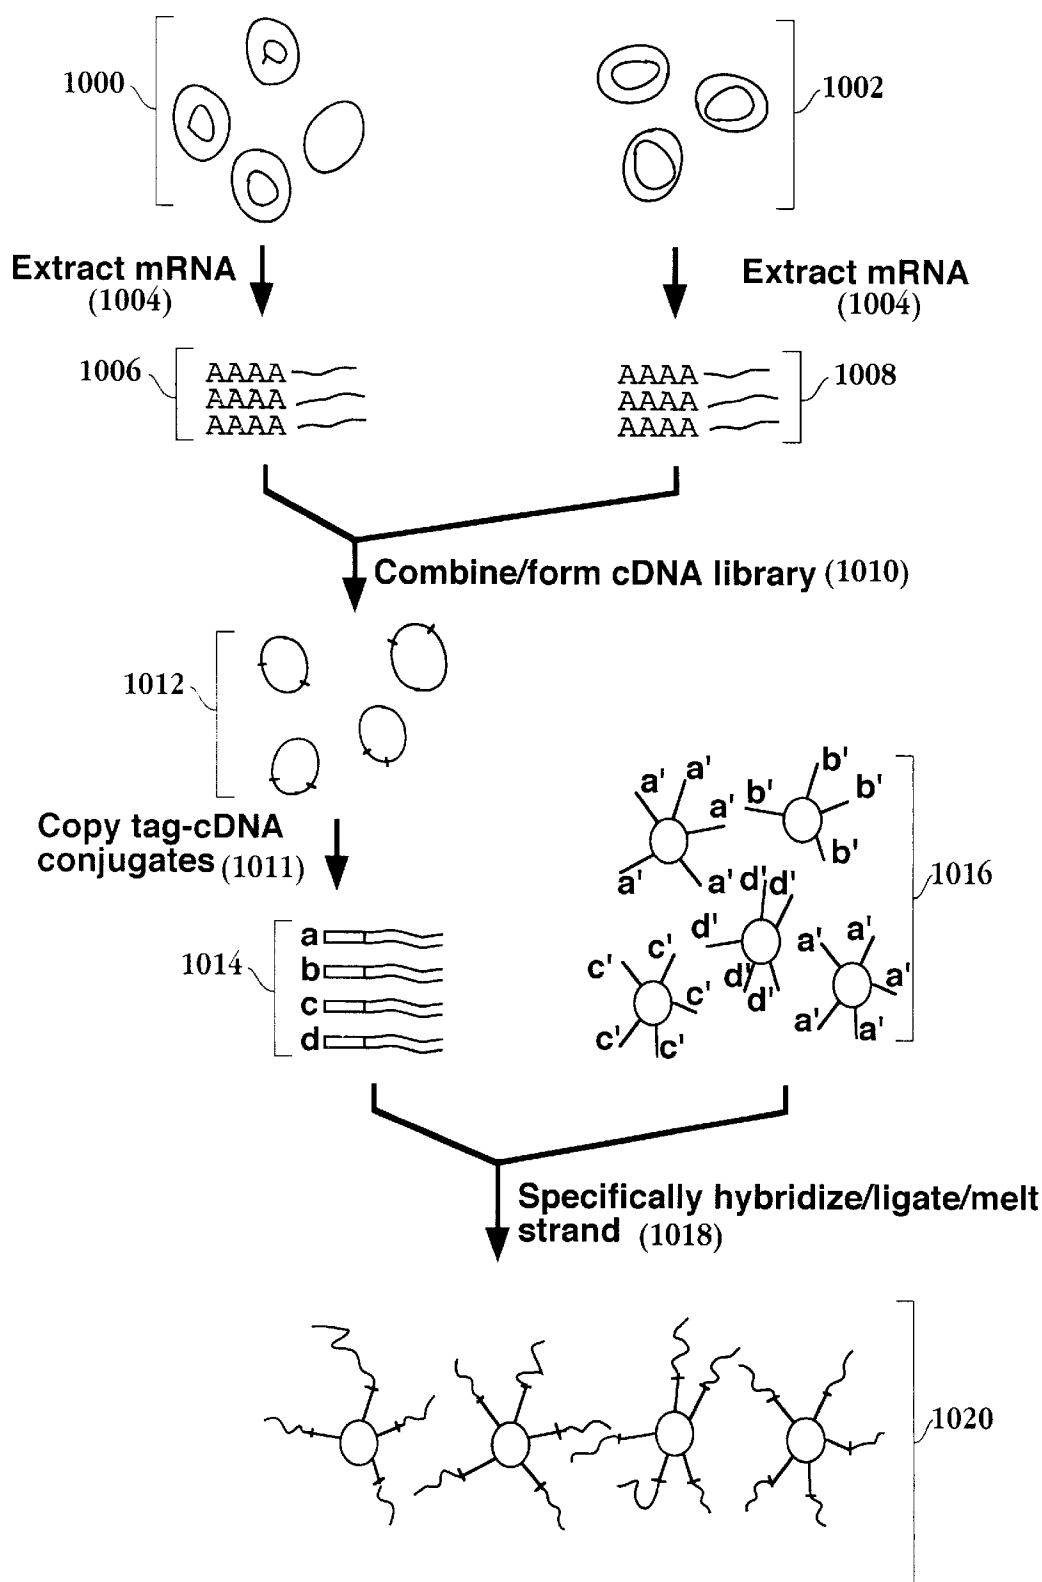 1000
1002
Extract mRNA
(1004)
Extract mRNA
(1004)
1006
AAAA
AAAA
AAAA
AAAA
AAAA
AAAA
1008
Combine/form cDNA library (1010)
1012
Copy tag-cDNA
conjugates (1011)
a' a' a' a' a'
b' b' b' b'
d' d' d' d' d'
c' c' c' c' c'
a' a' a' a' a'
1016
1014
a
b
c
d
Specifically hybridize/ligate/melt
strand (1018)
1020